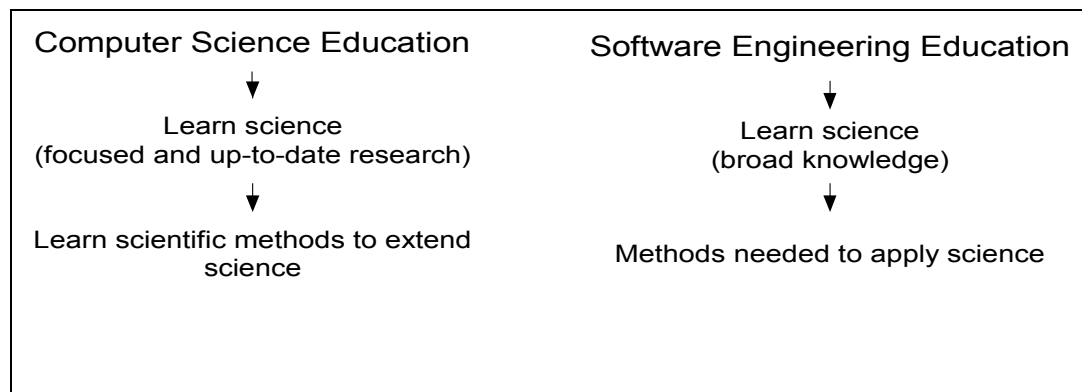 Computer Science Education
Learn science
(focused and up-to-date research)
Learn scientific methods to extend
science
Software Engineering Education
Learn science
(broad knowledge)
Methods needed to apply science